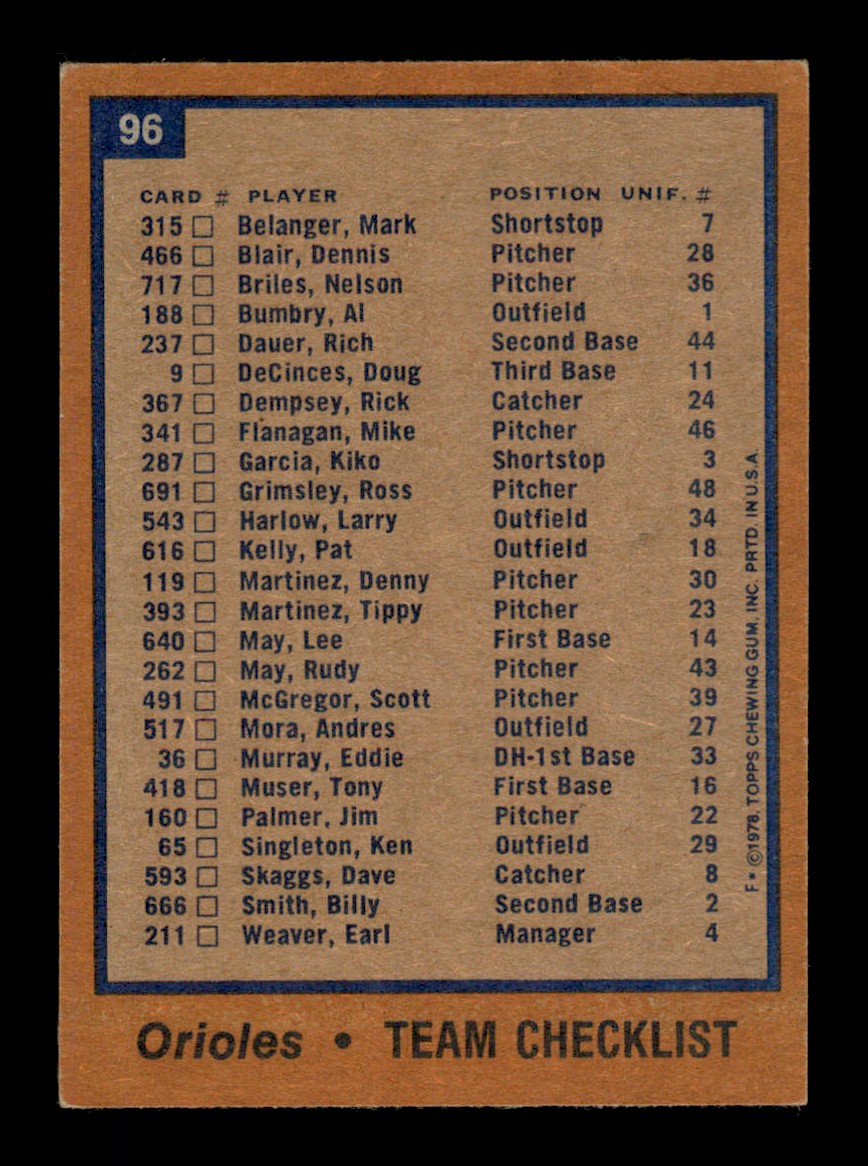 96
CARD # PLAYER POSITION UNIF. #
315 Belanger, Mark Shortstop 7
466 Blair, Dennis Pitcher 28
717 Briles, Nelson Pitcher 36
188 Bumbry, Al Outfield 1
237 Dauer, Rich Second Base 44
9 DeCinces, Doug Third Base 11
367 Dempsey, Rick Catcher 24
341 Flanagan, Mike Pitcher 46
287 Garcia, Kiko Shortstop 3
691 Grimsley, Ross Pitcher 48
543 Harlow, Larry Outfield 34
616 Kelly, Pat Outfield 18
119 Martinez, Denny Pitcher 30
393 Martinez, Tippy Pitcher 23
640 May, Lee First Base 14
262 May, Rudy Pitcher 43
491 McGregor, Scott Pitcher 39
517 Mora, Andres Outfield 27
36 Murray, Eddie DH-1st Base 33
418 Muser, Tony First Base 16
160 Palmer, Jim Pitcher 22
65 Singleton, Ken Outfield 29
593 Skaggs, Dave Catcher 8
666 Smith, Billy Second Base 2
211 Weaver, Earl Manager 4
F* ©1978, TOPPS CHEWING GUM, INC. PRTD. IN U.S.A.
Orioles • TEAM CHECKLIST